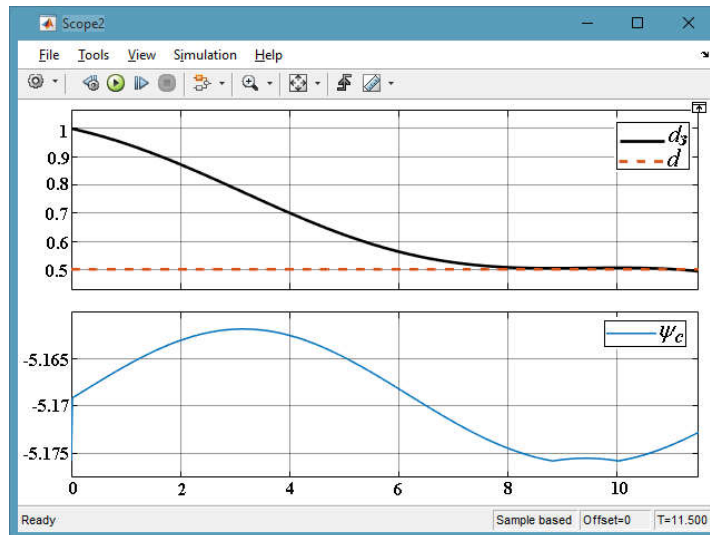 Scope2
File Tools View Simulation Help
1
0.9
0.8
0.7
0.6
0.5
d₃
d
-5.165
-5.17
-5.175
ψ_c
0 2 4 6 8 10
Ready Sample based Offset=0 T=11.500